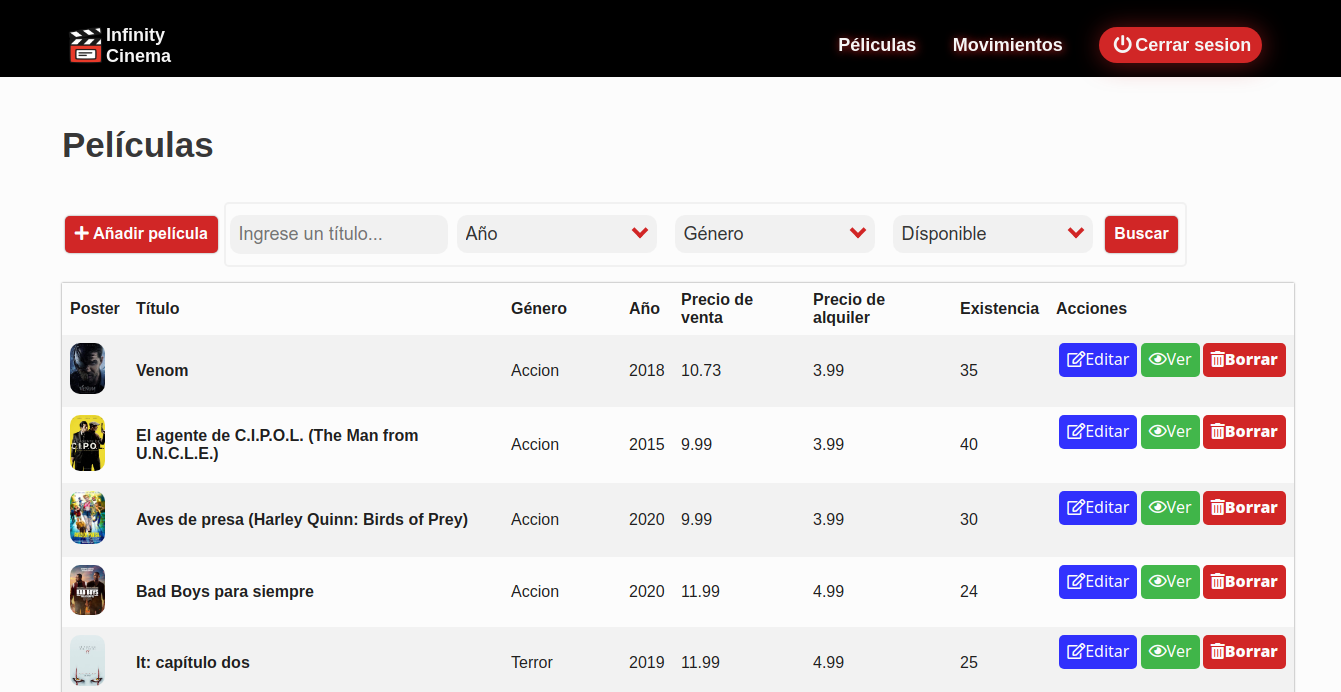 Infinity
Cinema
Péliculas
Movimientos
Cerrar sesion
Películas
Añadir película
Ingrese un título...
Año
Género
Dísponible
Buscar
Poster Título Género Año Precio de venta Precio de alquiler Existencia Acciones
Venom Accion 2018 10.73 3.99 35 Editar Ver Borrar
C.I.P.O.L.
El agente de C.I.P.O.L. (The Man from
U.N.C.L.E.) Accion 2015 9.99 3.99 40 Editar Ver Borrar
Aves de presa (Harley Quinn: Birds of Prey) Accion 2020 9.99 3.99 30 Editar Ver Borrar
BAD BOYS
Bad Boys para siempre Accion 2020 11.99 4.99 24 Editar Ver Borrar
It: capítulo dos Terror 2019 11.99 4.99 25 Editar Ver Borrar